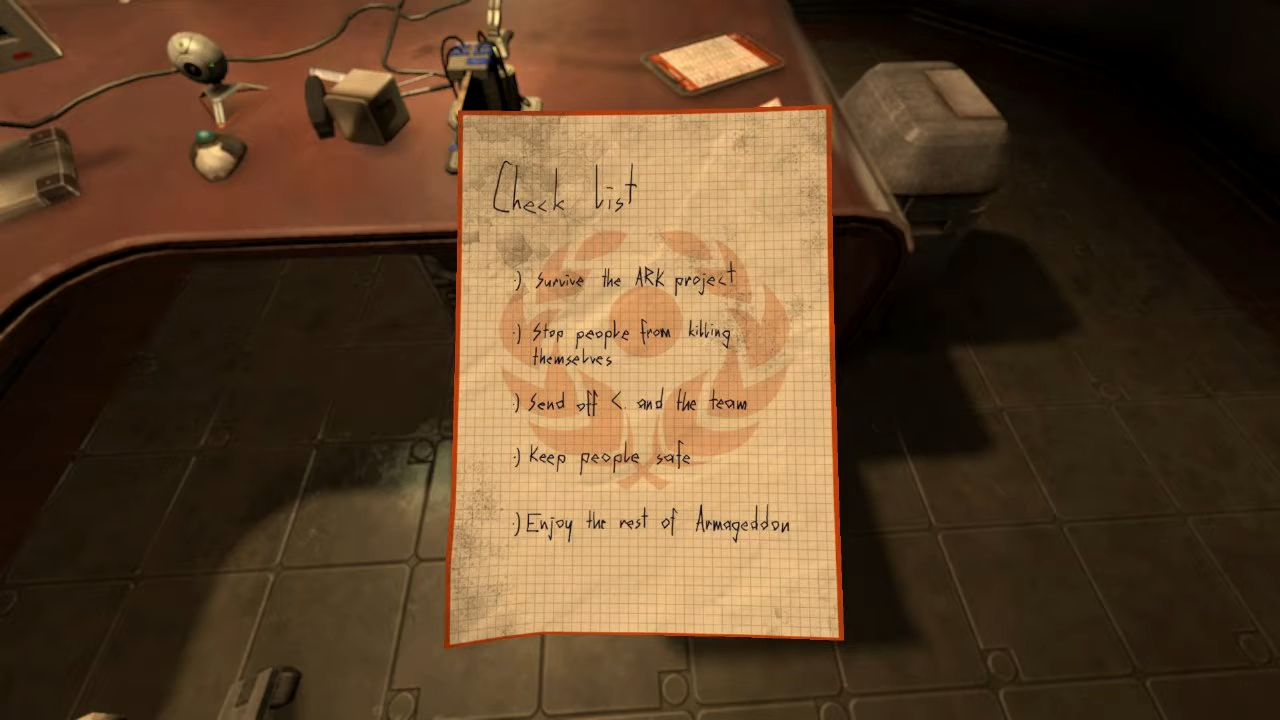 Check list
·) Survive the ARK project
·) Stop people from killing
themselves
·) Send off C. and the team
·) Keep people safe
·) Enjoy the rest of Armageddon